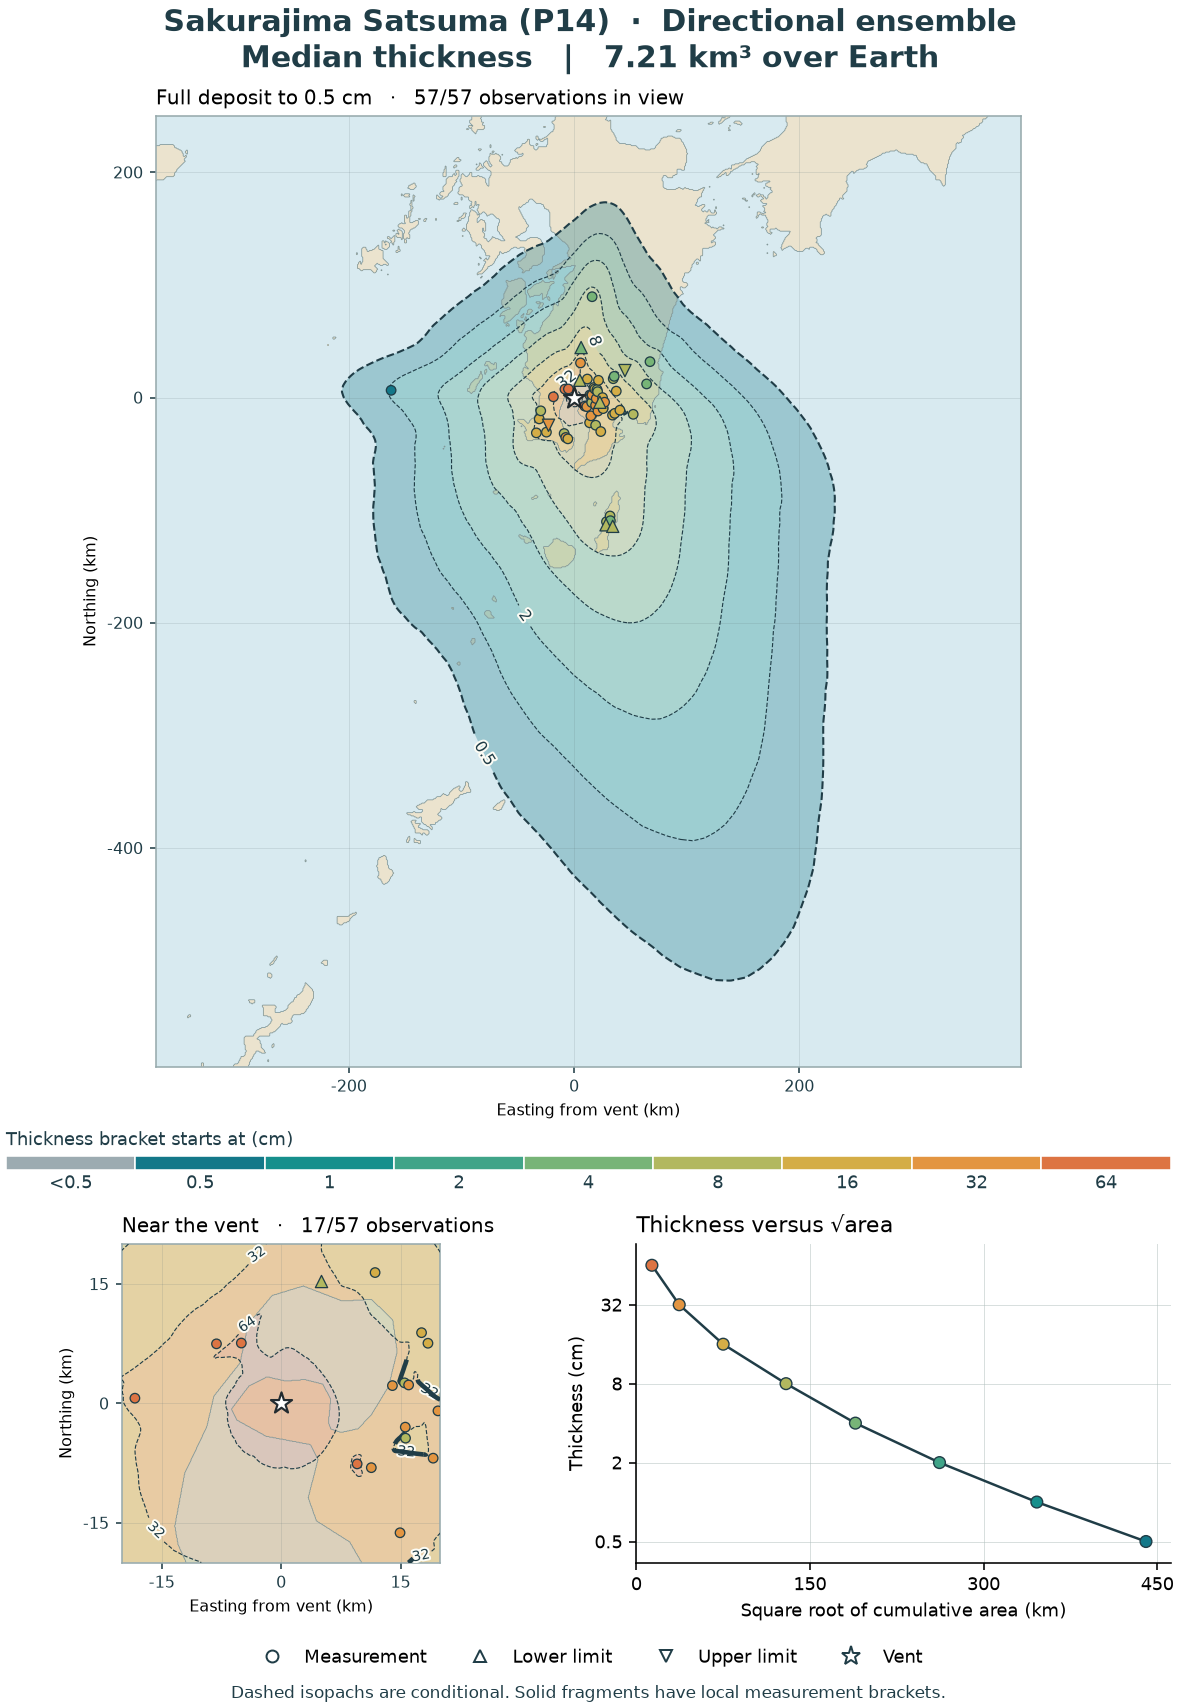 Sakurajima Satsuma (P14)  ·  Directional ensemble
Median thickness  |  7.21 km³ over Earth
Full deposit to 0.5 cm  ·  57/57 observations in view
200
0
-200
-400
Northing (km)
8
32
2
0.5
-200
0
200
Easting from vent (km)
Thickness bracket starts at (cm)
<0.5
0.5
1
2
4
8
16
32
64
Near the vent  ·  17/57 observations
15
0
-15
Northing (km)
32
64
32
32
32
32
-15
0
15
Easting from vent (km)
Thickness versus √area
32
8
2
0.5
Thickness (cm)
0
150
300
450
Square root of cumulative area (km)
Measurement
Lower limit
Upper limit
Vent
Dashed isopachs are conditional. Solid fragments have local measurement brackets.